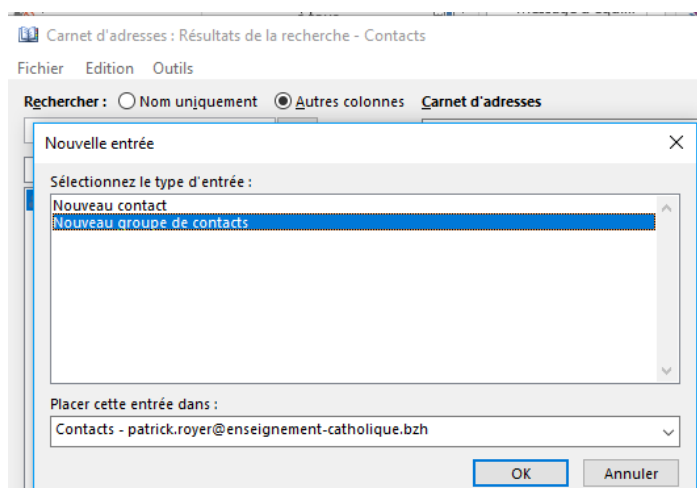 Carnet d'adresses : Résultats de la recherche - Contacts
Fichier Edition Outils
Rechercher : Nom uniquement Autres colonnes Carnet d'adresses
Nouvelle entrée
Sélectionnez le type d'entrée :
Nouveau contact
Nouveau groupe de contacts
Placer cette entrée dans :
Contacts - patrick.royer@enseignement-catholique.bzh
OK Annuler